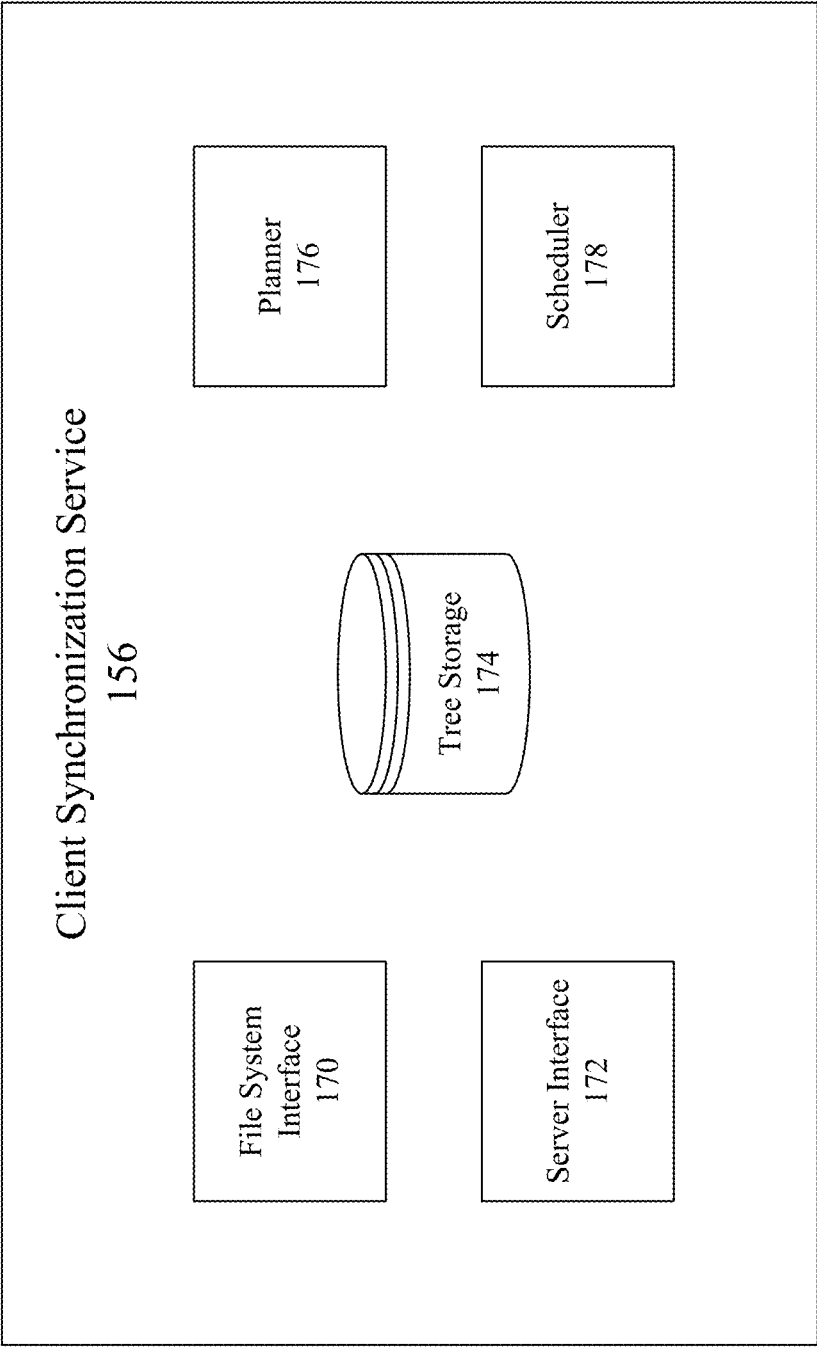 Client Synchronization Service
156
File System
Interface
170
Server Interface
172
Tree Storage
174
Planner
176
Scheduler
178